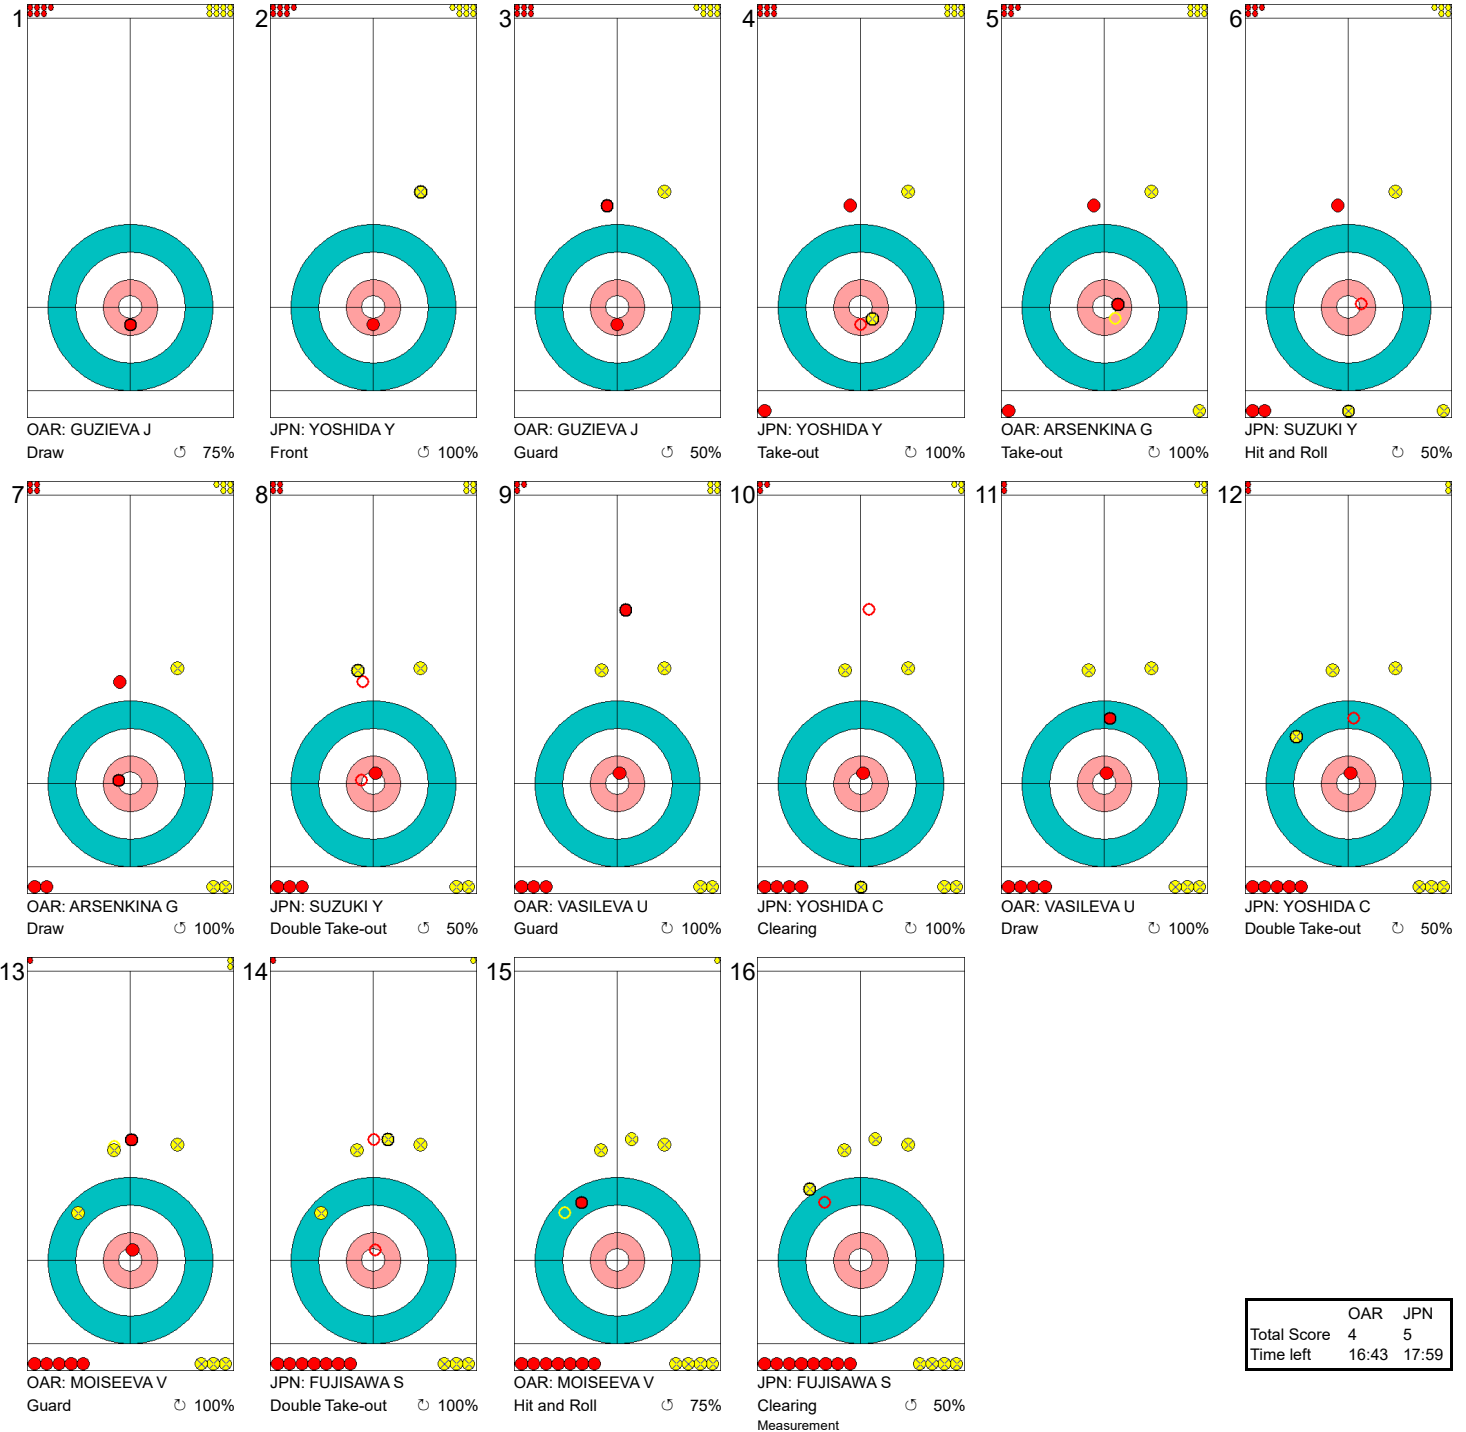 1
OAR: GUZIEVA J
Draw ↺ 75%
2
JPN: YOSHIDA Y
Front ↺ 100%
3
OAR: GUZIEVA J
Guard ↺ 50%
4
JPN: YOSHIDA Y
Take-out ↻ 100%
5
OAR: ARSENKINA G
Take-out ↻ 100%
6
JPN: SUZUKI Y
Hit and Roll ↻ 50%
7
OAR: ARSENKINA G
Draw ↺ 100%
8
JPN: SUZUKI Y
Double Take-out ↺ 50%
9
OAR: VASILEVA U
Guard ↻ 100%
10
JPN: YOSHIDA C
Clearing ↻ 100%
11
OAR: VASILEVA U
Draw ↻ 100%
12
JPN: YOSHIDA C
Double Take-out ↻ 50%
13
OAR: MOISEEVA V
Guard ↻ 100%
14
JPN: FUJISAWA S
Double Take-out ↻ 100%
15
OAR: MOISEEVA V
Hit and Roll ↺ 75%
16
JPN: FUJISAWA S
Clearing ↺ 50%
Measurement
OAR JPN
Total Score 4 5
Time left 16:43 17:59